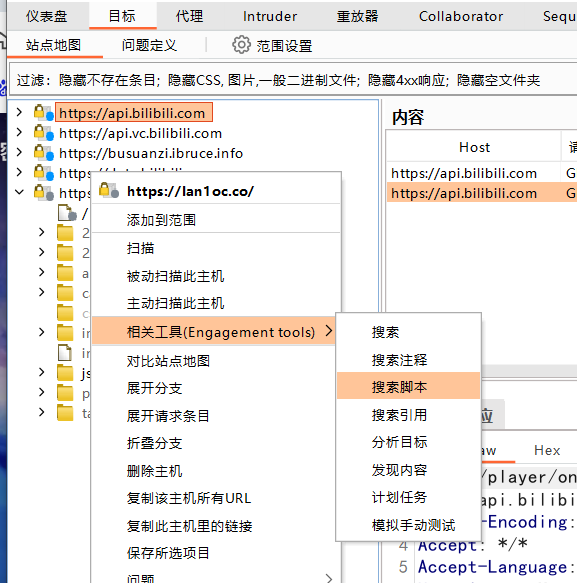 仪表盘 目标 代理 Intruder 重放器 Collaborator Sequ
站点地图 问题定义 范围设置
过滤：隐藏不存在条目；隐藏CSS, 图片,一般二进制文件；隐藏4xx响应；隐藏空文件夹
https://api.bilibili.com
https://api.vc.bilibili.com
https://busuanzi.ibruce.info
内容
Host
https://api.bilibili.com G
https://api.bilibili.com G
https://lan1oc.co/
添加到范围
扫描
被动扫描此主机
主动扫描此主机
相关工具(Engagement tools)
对比站点地图
展开分支
展开请求条目
折叠分支
删除主机
复制该主机所有URL
复制此主机里的链接
保存所选项目
问题
搜索
搜素注释
搜素脚本
搜素引用
分析目标
发现内容
计划任务
模拟手动测试
/
2
2
a
c
c
i
i
js
p
ta
应
aw Hex
/player/on
api.bilibi
-Encoding:
4 Accept: */*
5 Accept-Language: